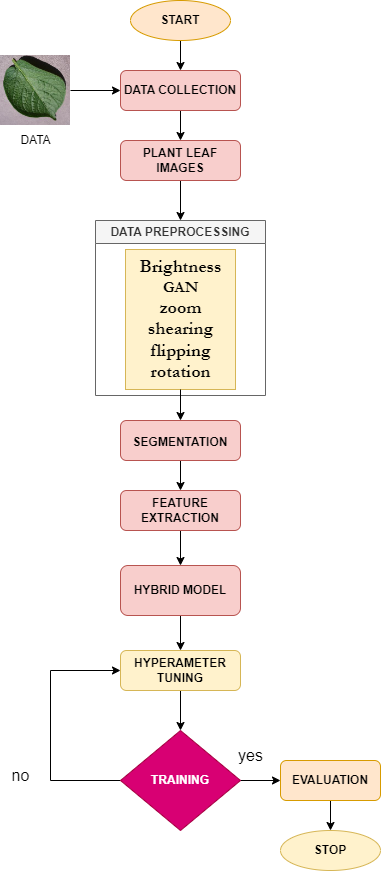 START
DATA COLLECTION
DATA
PLANT LEAF
IMAGES
DATA PREPROCESSING
Brightness
GAN
zoom
shearing
flipping
rotation
SEGMENTATION
FEATURE
EXTRACTION
HYBRID MODEL
HYPERAMETER
TUNING
yes
no
TRAINING
EVALUATION
STOP